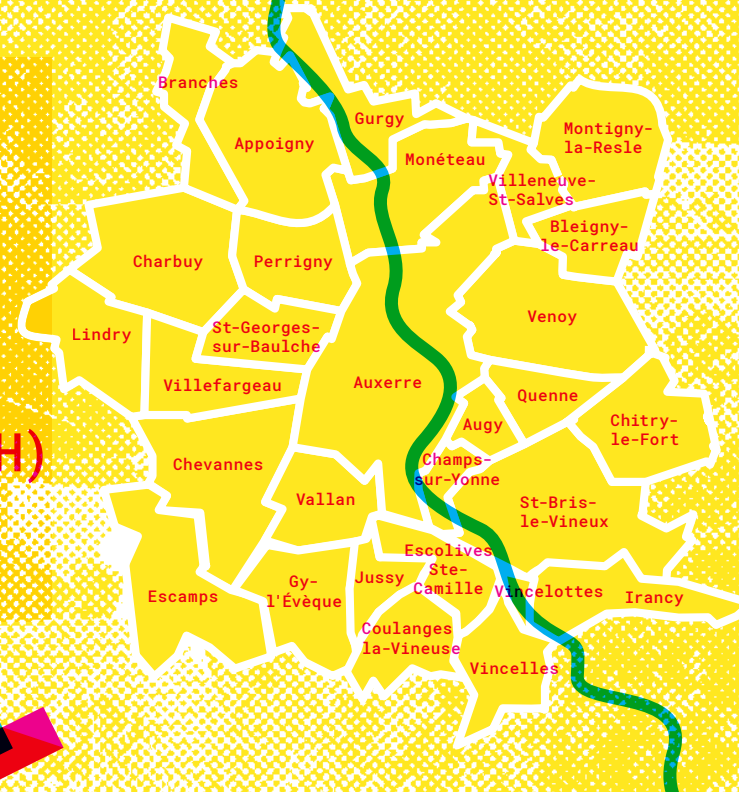 Branches
Gurgy
Appoigny
Montigny-
la-Resle
Monéteau
Villeneuve-
St-Salves
Bleigny-
le-Carreau
Charbuy
Perrigny
Venoy
Lindry
St-Georges-
sur-Baulche
Villefargeau
Auxerre
Quenne
Augy
Chitry-
le-Fort
H)
Chevannes
Champs-
sur-Yonne
Vallan
St-Bris-
le-Vineux
Escolives
Ste-
Camille
Jussy
Gy-
l'Évèque
Escamps
Vincelottes
Irancy
Coulanges
la-Vineuse
Vincelles